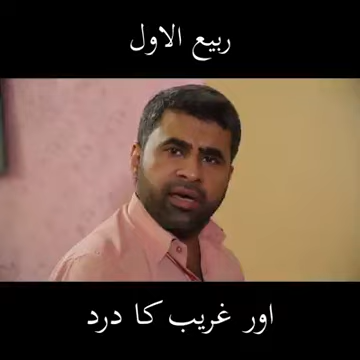 ربیع الاول
اور غریب کا درد